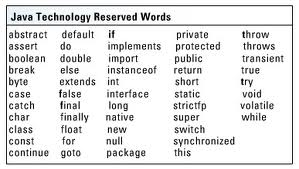 Java Technology Reserved Words
abstract default if private throw
assert do implements protected throws
boolean double import public transient
break else instanceof return true
byte extends int short try
case false interface static void
catch final long strictfp volatile
char finally native super while
class float new switch
const for null synchronized
continue goto package this